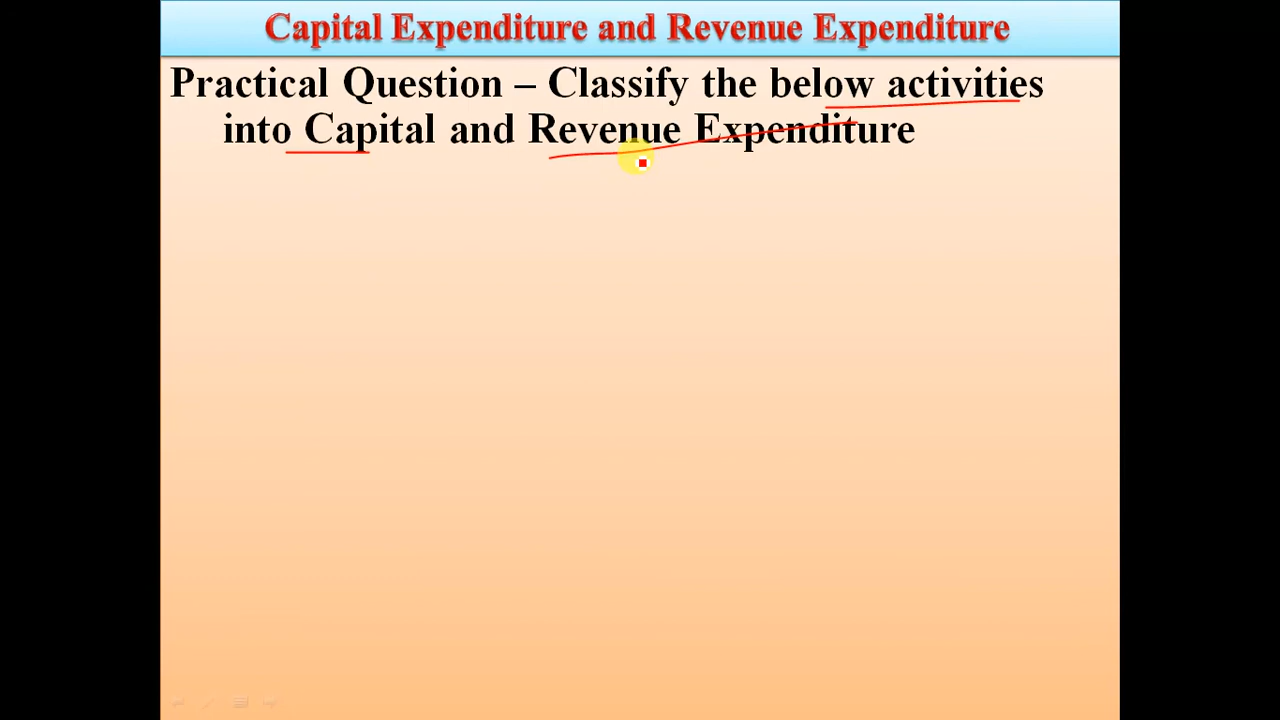 Capital Expenditure and Revenue Expenditure
Practical Question – Classify the below activities
into Capital and Revenue Expenditure